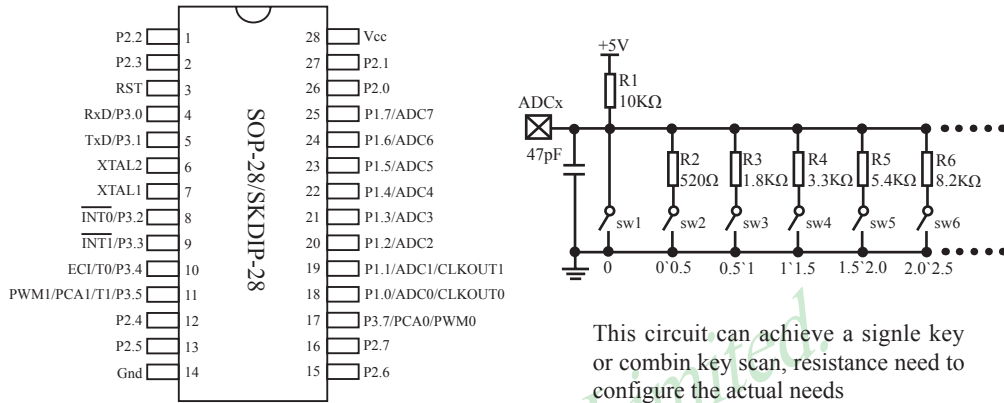 P2.2 1
P2.3 2
RST 3
RxD/P3.0 4
TxD/P3.1 5
XTAL2 6
XTAL1 7
INT0/P3.2 8
INT1/P3.3 9
ECI/T0/P3.4 10
PWM1/PCA1/T1/P3.5 11
P2.4 12
P2.5 13
Gnd 14
SOP-28/SKDIP-28
28 Vcc
27 P2.1
26 P2.0
25 P1.7/ADC7
24 P1.6/ADC6
23 P1.5/ADC5
22 P1.4/ADC4
21 P1.3/ADC3
20 P1.2/ADC2
19 P1.1/ADC1/CLKOUT1
18 P1.0/ADC0/CLKOUT0
17 P3.7/PCA0/PWM0
16 P2.7
15 P2.6
+5V
R1
10KΩ
ADCx
47pF
R2 R3 R4 R5 R6
520Ω 1.8KΩ 3.3KΩ 5.4KΩ 8.2KΩ
sw1 sw2 sw3 sw4 sw5 sw6
0 0`0.5 0.5`1 1`1.5 1.5`2.0 2.0`2.5
This circuit can achieve a signle key
or combin key scan, resistance need to
configure the actual needs
imited.